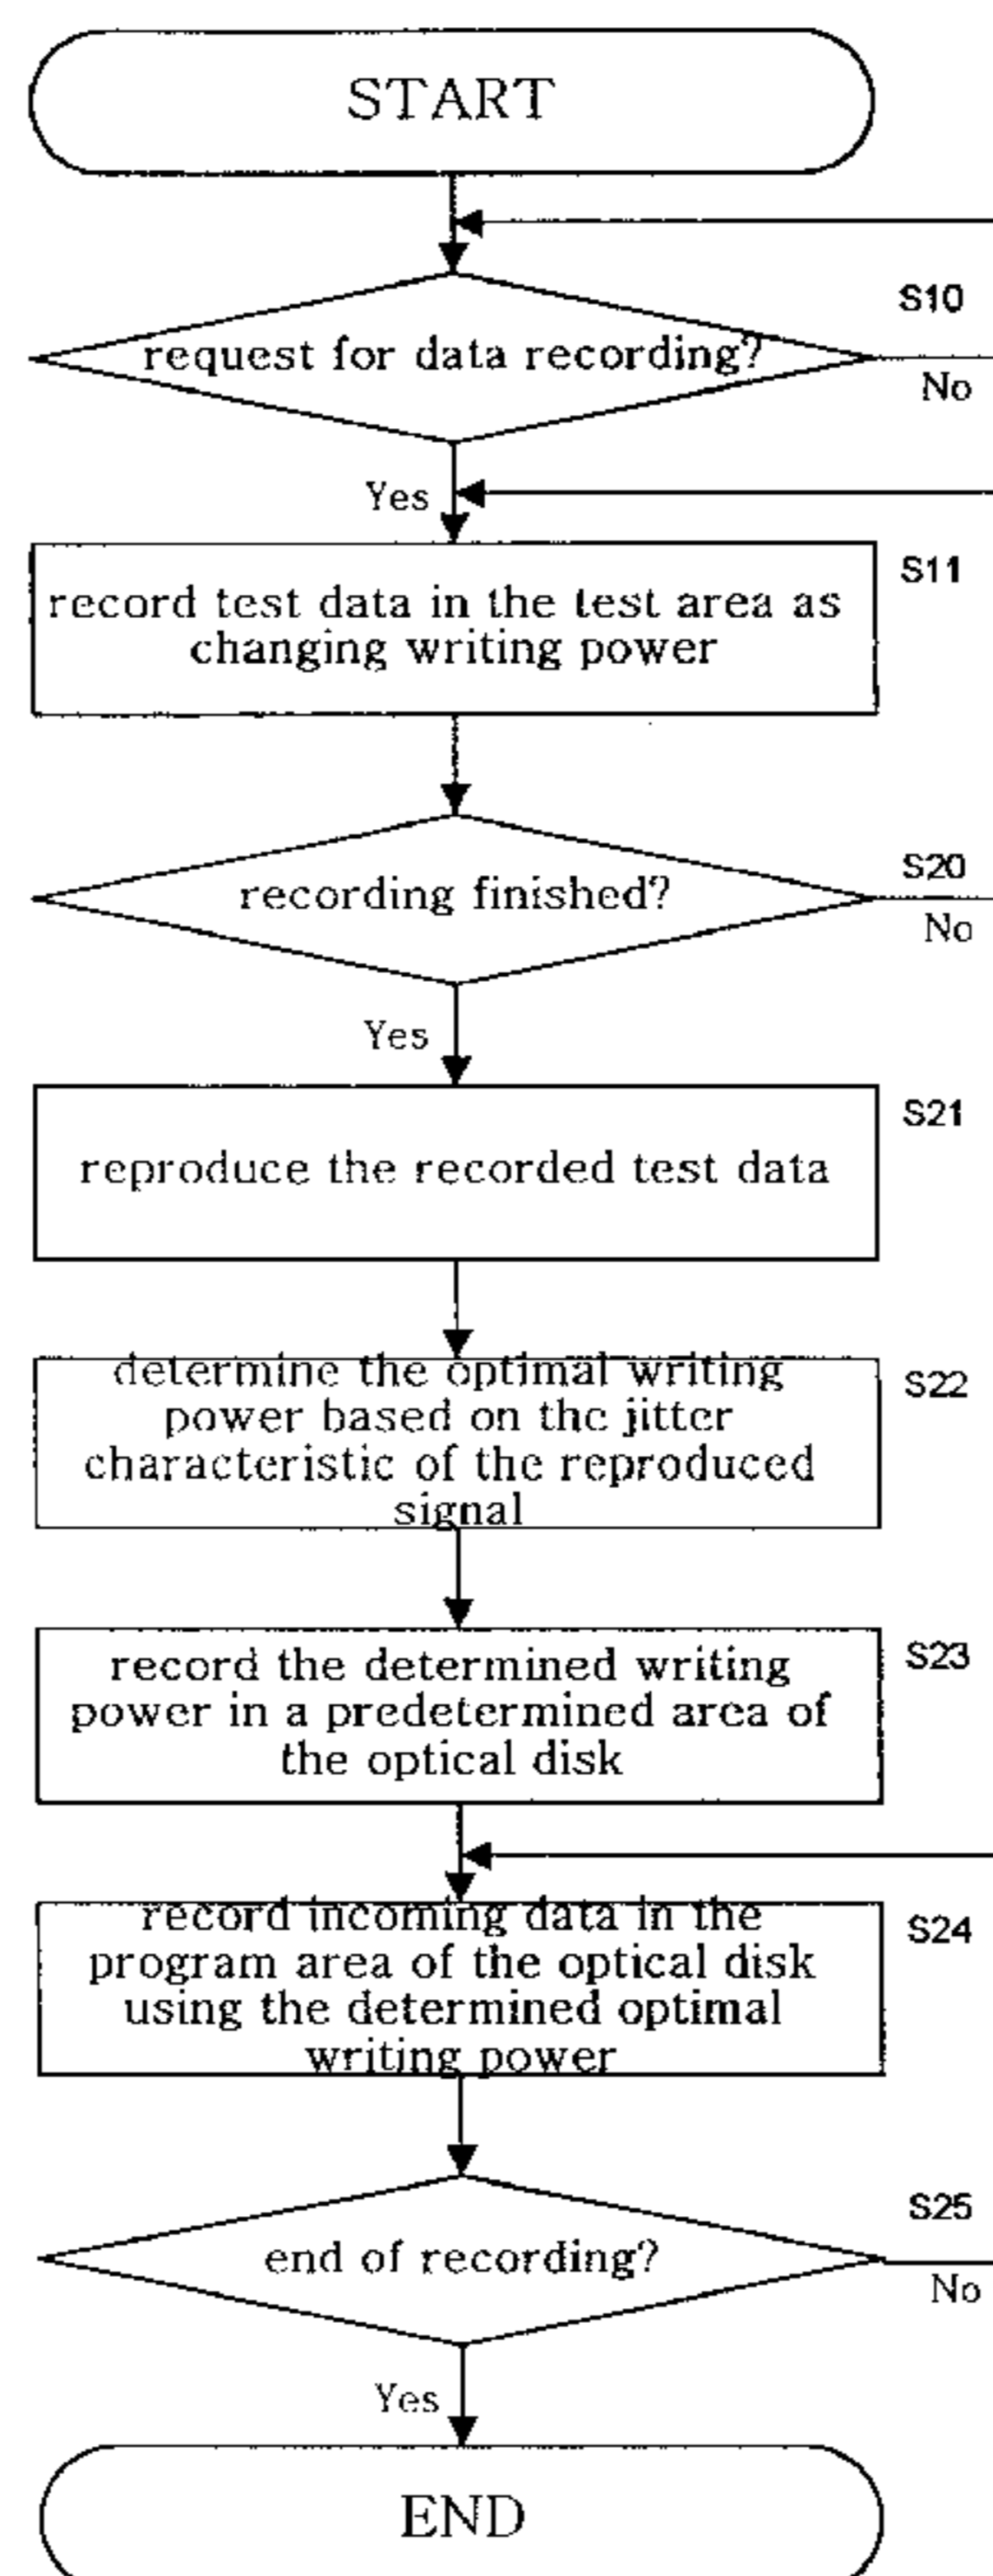 START
S10
request for data recording?
No
Yes
S11
record test data in the test area as
changing writing power
S20
recording finished?
No
Yes
S21
reproduce the recorded test data
S22
determine the optimal writing
power based on the jitter
characteristic of the reproduced
signal
S23
record the determined writing
power in a predetermined area of
the optical disk
S24
record incoming data in the
program area of the optical disk
using the determined optimal
writing power
S25
end of recording?
No
Yes
END